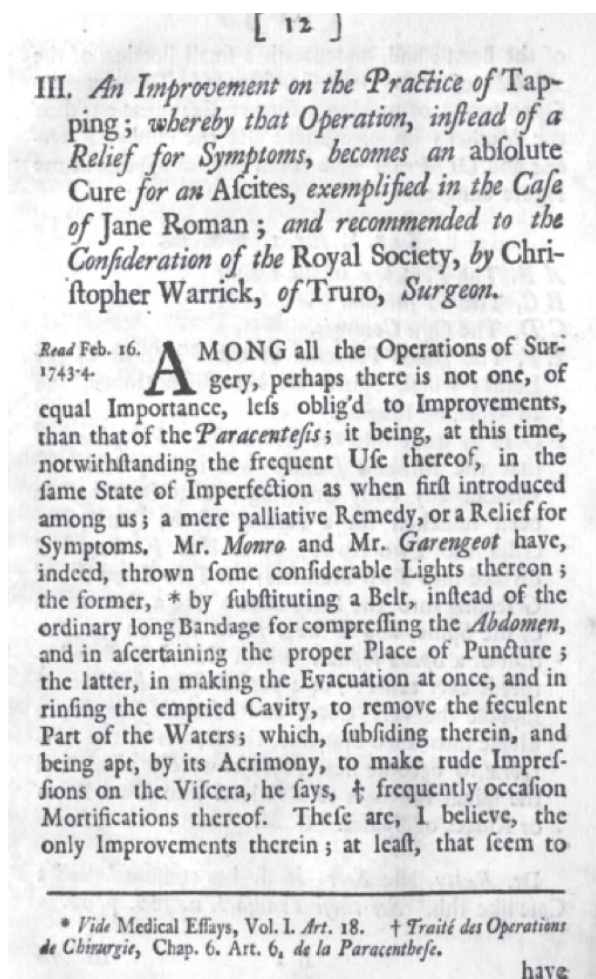 [ 12 ]
III. An Improvement on the Practice of Tap-
ping; whereby that Operation, inſtead of a
Relief for Symptoms, becomes an abſolute
Cure for an Aſcites, exemplified in the Caſe
of Jane Roman; and recommended to the
Conſideration of the Royal Society, by Chri-
ſtopher Warrick, of Truro, Surgeon.
Read Feb. 16.
1743-4.
AMONG all the Operations of Sur-
gery, perhaps there is not one, of
equal Importance, leſs oblig'd to Improvements,
than that of the Paracenteſis; it being, at this time,
notwithſtanding the frequent Uſe thereof, in the
ſame State of Imperfection as when firſt introduced
among us; a mere palliative Remedy, or a Relief for
Symptoms. Mr. Monro and Mr. Garengeot have,
indeed, thrown ſome conſiderable Lights thereon;
the former, * by ſubſtituting a Belt, inſtead of the
ordinary long Bandage for compreſſing the Abdomen,
and in aſcertaining the proper Place of Puncture;
the latter, in making the Evacuation at once, and in
rinſing the emptied Cavity, to remove the feculent
Part of the Waters; which, ſubſiding therein, and
being apt, by its Acrimony, to make rude Impreſ-
ſions on the Viſcera, he ſays, † frequently occaſion
Mortifications thereof. Theſe are, I believe, the
only Improvements therein; at leaſt, that ſeem to
* Vide Medical Eſſays, Vol. I. Art. 18. † Traité des Operations
de Chirurgie, Chap. 6. Art. 6, de la Paracentheſe.
have